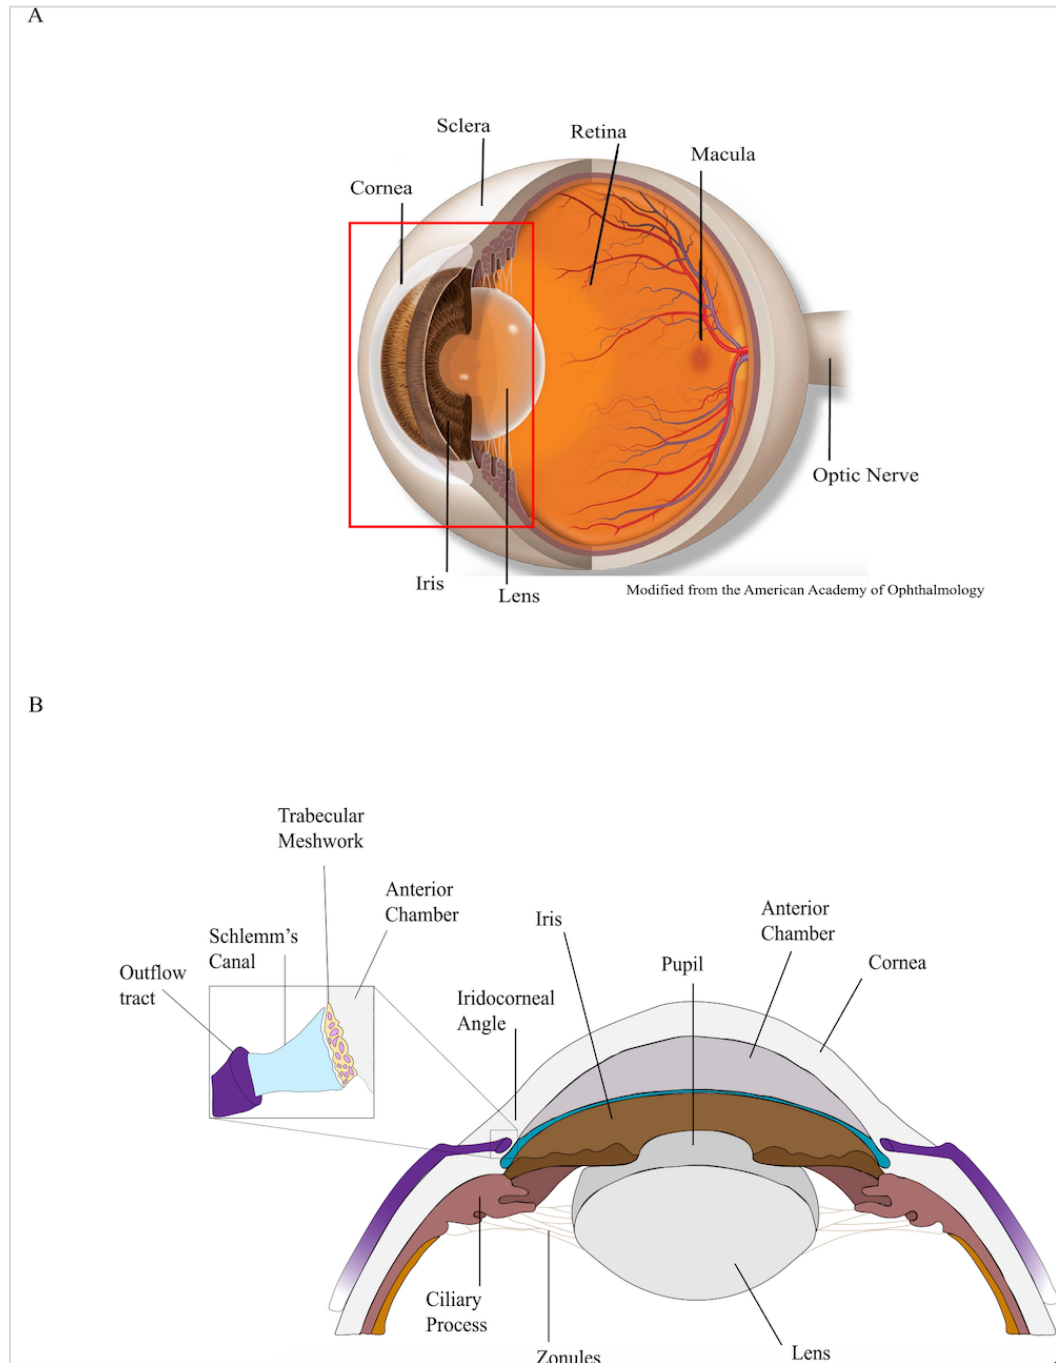 A
Sclera
Retina
Macula
Cornea
Optic Nerve
Iris
Lens
Modified from the American Academy of Ophthalmology
B
Trabecular
Meshwork
Anterior
Chamber
Schlemm's
Canal
Outflow
tract
Iridocorneal
Angle
Iris
Pupil
Anterior
Chamber
Cornea
Ciliary
Process
Zonules
Lens